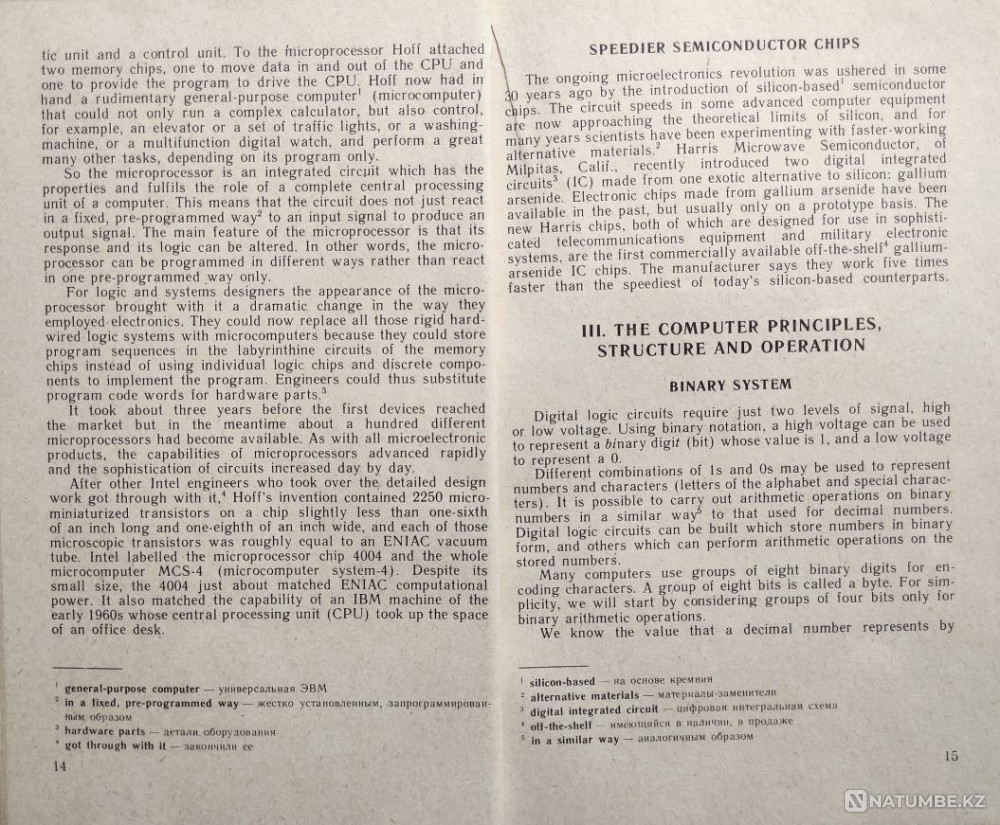 tic unit and a control unit. To the microprocessor Hoff attached
two memory chips, one to move data in and out of the CPU and
one to provide the program to drive the CPU. Hoff now had in
hand a rudimentary general-purpose computer¹ (microcomputer)
that could not only run a complex calculator, but also control,
for example, an elevator or a set of traffic lights, or a washing-
machine, or a multifunction digital watch, and perform a great
many other tasks, depending on its program only.
So the microprocessor is an integrated circuit which has the
properties and fulfils the role of a complete central processing
unit of a computer. This means that the circuit does not just react
in a fixed, pre-programmed way² to an input signal to produce an
output signal. The main feature of the microprocessor is that its
response and its logic can be altered. In other words, the micro-
processor can be programmed in different ways rather than react
in one pre-programmed way only.
For logic and systems designers the appearance of the micro-
processor brought with it a dramatic change in the way they
employed electronics. They could now replace all those rigid hard-
wired logic systems with microcomputers because they could store
program sequences in the labyrinthine circuits of the memory
chips instead of using individual logic chips and discrete compo-
nents to implement the program. Engineers could thus substitute
program code words for hardware parts.³
It took about three years before the first devices reached
the market but in the meantime about a hundred different
microprocessors had become available. As with all microelectronic
products, the capabilities of microprocessors advanced rapidly
and the sophistication of circuits increased day by day.
After other Intel engineers who took over the detailed design
work got through with it,⁴ Hoff's invention contained 2250 micro-
miniaturized transistors on a chip slightly less than one-sixth
of an inch long and one-eighth of an inch wide, and each of those
microscopic transistors was roughly equal to an ENIAC vacuum
tube. Intel labelled the microprocessor chip 4004 and the whole
microcomputer MCS-4 (microcomputer system-4). Despite its
small size, the 4004 just about matched ENIAC computational
power. It also matched the capability of an IBM machine of the
early 1960s whose central processing unit (CPU) took up the space
of an office desk.
¹ general-purpose computer — универсальная ЭВМ
² in a fixed, pre-programmed way — жестко установленным, запрограммирован-
ным образом
³ hardware parts — детали оборудования
⁴ got through with it — закончили ее
14
SPEEDIER SEMICONDUCTOR CHIPS
The ongoing microelectronics revolution was ushered in some
30 years ago by the introduction of silicon-based¹ semiconductor
chips. The circuit speeds in some advanced computer equipment
are now approaching the theoretical limits of silicon, and for
many years scientists have been experimenting with faster-working
alternative materials.² Harris Microwave Semiconductor, of
Milpitas, Calif., recently introduced two digital integrated
circuits³ (IC) made from one exotic alternative to silicon: gallium
arsenide. Electronic chips made from gallium arsenide have been
available in the past, but usually only on a prototype basis. The
new Harris chips, both of which are designed for use in sophisti-
cated telecommunications equipment and military electronic
systems, are the first commercially available off-the-shelf⁴ gallium-
arsenide IC chips. The manufacturer says they work five times
faster than the speediest of today's silicon-based counterparts.
III. THE COMPUTER PRINCIPLES,
STRUCTURE AND OPERATION
BINARY SYSTEM
Digital logic circuits require just two levels of signal, high
or low voltage. Using binary notation, a high voltage can be used
to represent a binary digit (bit) whose value is 1, and a low voltage
to represent a 0.
Different combinations of 1s and 0s may be used to represent
numbers and characters (letters of the alphabet and special charac-
ters). It is possible to carry out arithmetic operations on binary
numbers in a similar way⁵ to that used for decimal numbers.
Digital logic circuits can be built which store numbers in binary
form, and others which can perform arithmetic operations on the
stored numbers.
Many computers use groups of eight binary digits for en-
coding characters. A group of eight bits is called a byte. For sim-
plicity, we will start by considering groups of four bits only for
binary arithmetic operations.
We know the value that a decimal number represents by
¹ silicon-based — на основе кремния
² alternative materials — материалы-заменители
³ digital integrated circuit — цифровая интегральная схема
⁴ off-the-shelf — имеющийся в наличии, в продаже
⁵ in a similar way — аналогичным образом
15
NATUMBE.KZ